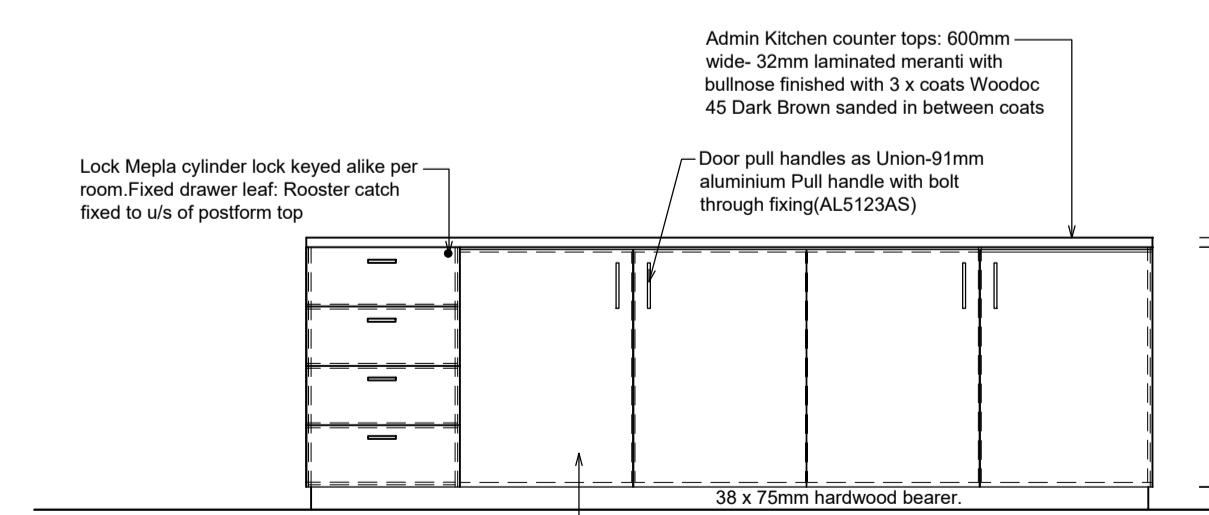 Admin Kitchen counter tops: 600mm
wide- 32mm laminated meranti with
bullnose finished with 3 x coats Woodoc
45 Dark Brown sanded in between coats
Lock Mepla cylinder lock keyed alike per
room.Fixed drawer leaf: Rooster catch
fixed to u/s of postform top
Door pull handles as Union-91mm
aluminium Pull handle with bolt
through fixing(AL5123AS)
38 x 75mm hardwood bearer.